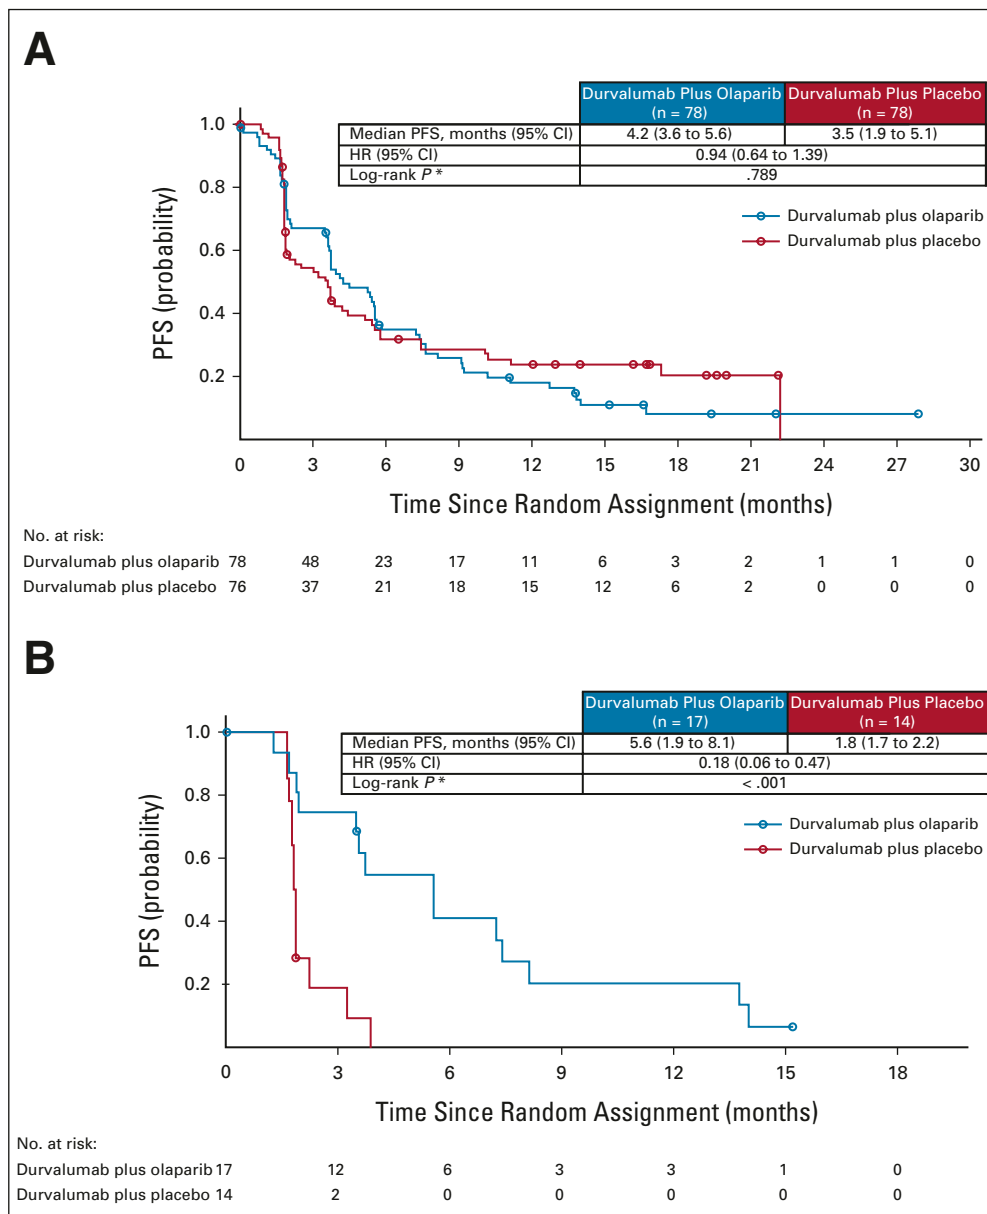 A
Durvalumab Plus Olaparib (n = 78) Durvalumab Plus Placebo (n = 78)
Median PFS, months (95% CI) 4.2 (3.6 to 5.6) 3.5 (1.9 to 5.1)
HR (95% CI) 0.94 (0.64 to 1.39)
Log-rank P * .789
Durvalumab plus olaparib
Durvalumab plus placebo
PFS (probability)
1.0
0.8
0.6
0.4
0.2
0 3 6 9 12 15 18 21 24 27 30
Time Since Random Assignment (months)
No. at risk:
Durvalumab plus olaparib 78 48 23 17 11 6 3 2 1 1 0
Durvalumab plus placebo 76 37 21 18 15 12 6 2 0 0 0
B
Durvalumab Plus Olaparib (n = 17) Durvalumab Plus Placebo (n = 14)
Median PFS, months (95% CI) 5.6 (1.9 to 8.1) 1.8 (1.7 to 2.2)
HR (95% CI) 0.18 (0.06 to 0.47)
Log-rank P * < .001
Durvalumab plus olaparib
Durvalumab plus placebo
PFS (probability)
1.0
0.8
0.6
0.4
0.2
0 3 6 9 12 15 18
Time Since Random Assignment (months)
No. at risk:
Durvalumab plus olaparib 17 12 6 3 3 1 0
Durvalumab plus placebo 14 2 0 0 0 0 0